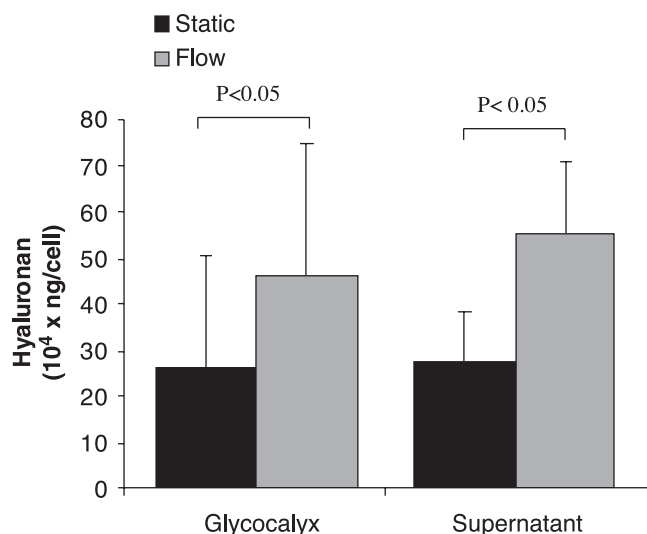 Static
Flow
P<0.05
P< 0.05
80
70
60
50
40
30
20
10
0
Hyaluronan
(10⁴ x ng/cell)
Glycocalyx
Supernatant